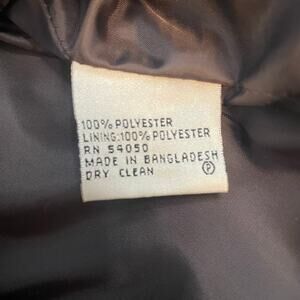 100% POLYESTER
LINING:100% POLYESTER
RN 54050
MADE IN BANGLADESH
DRY CLEAN Ⓟ